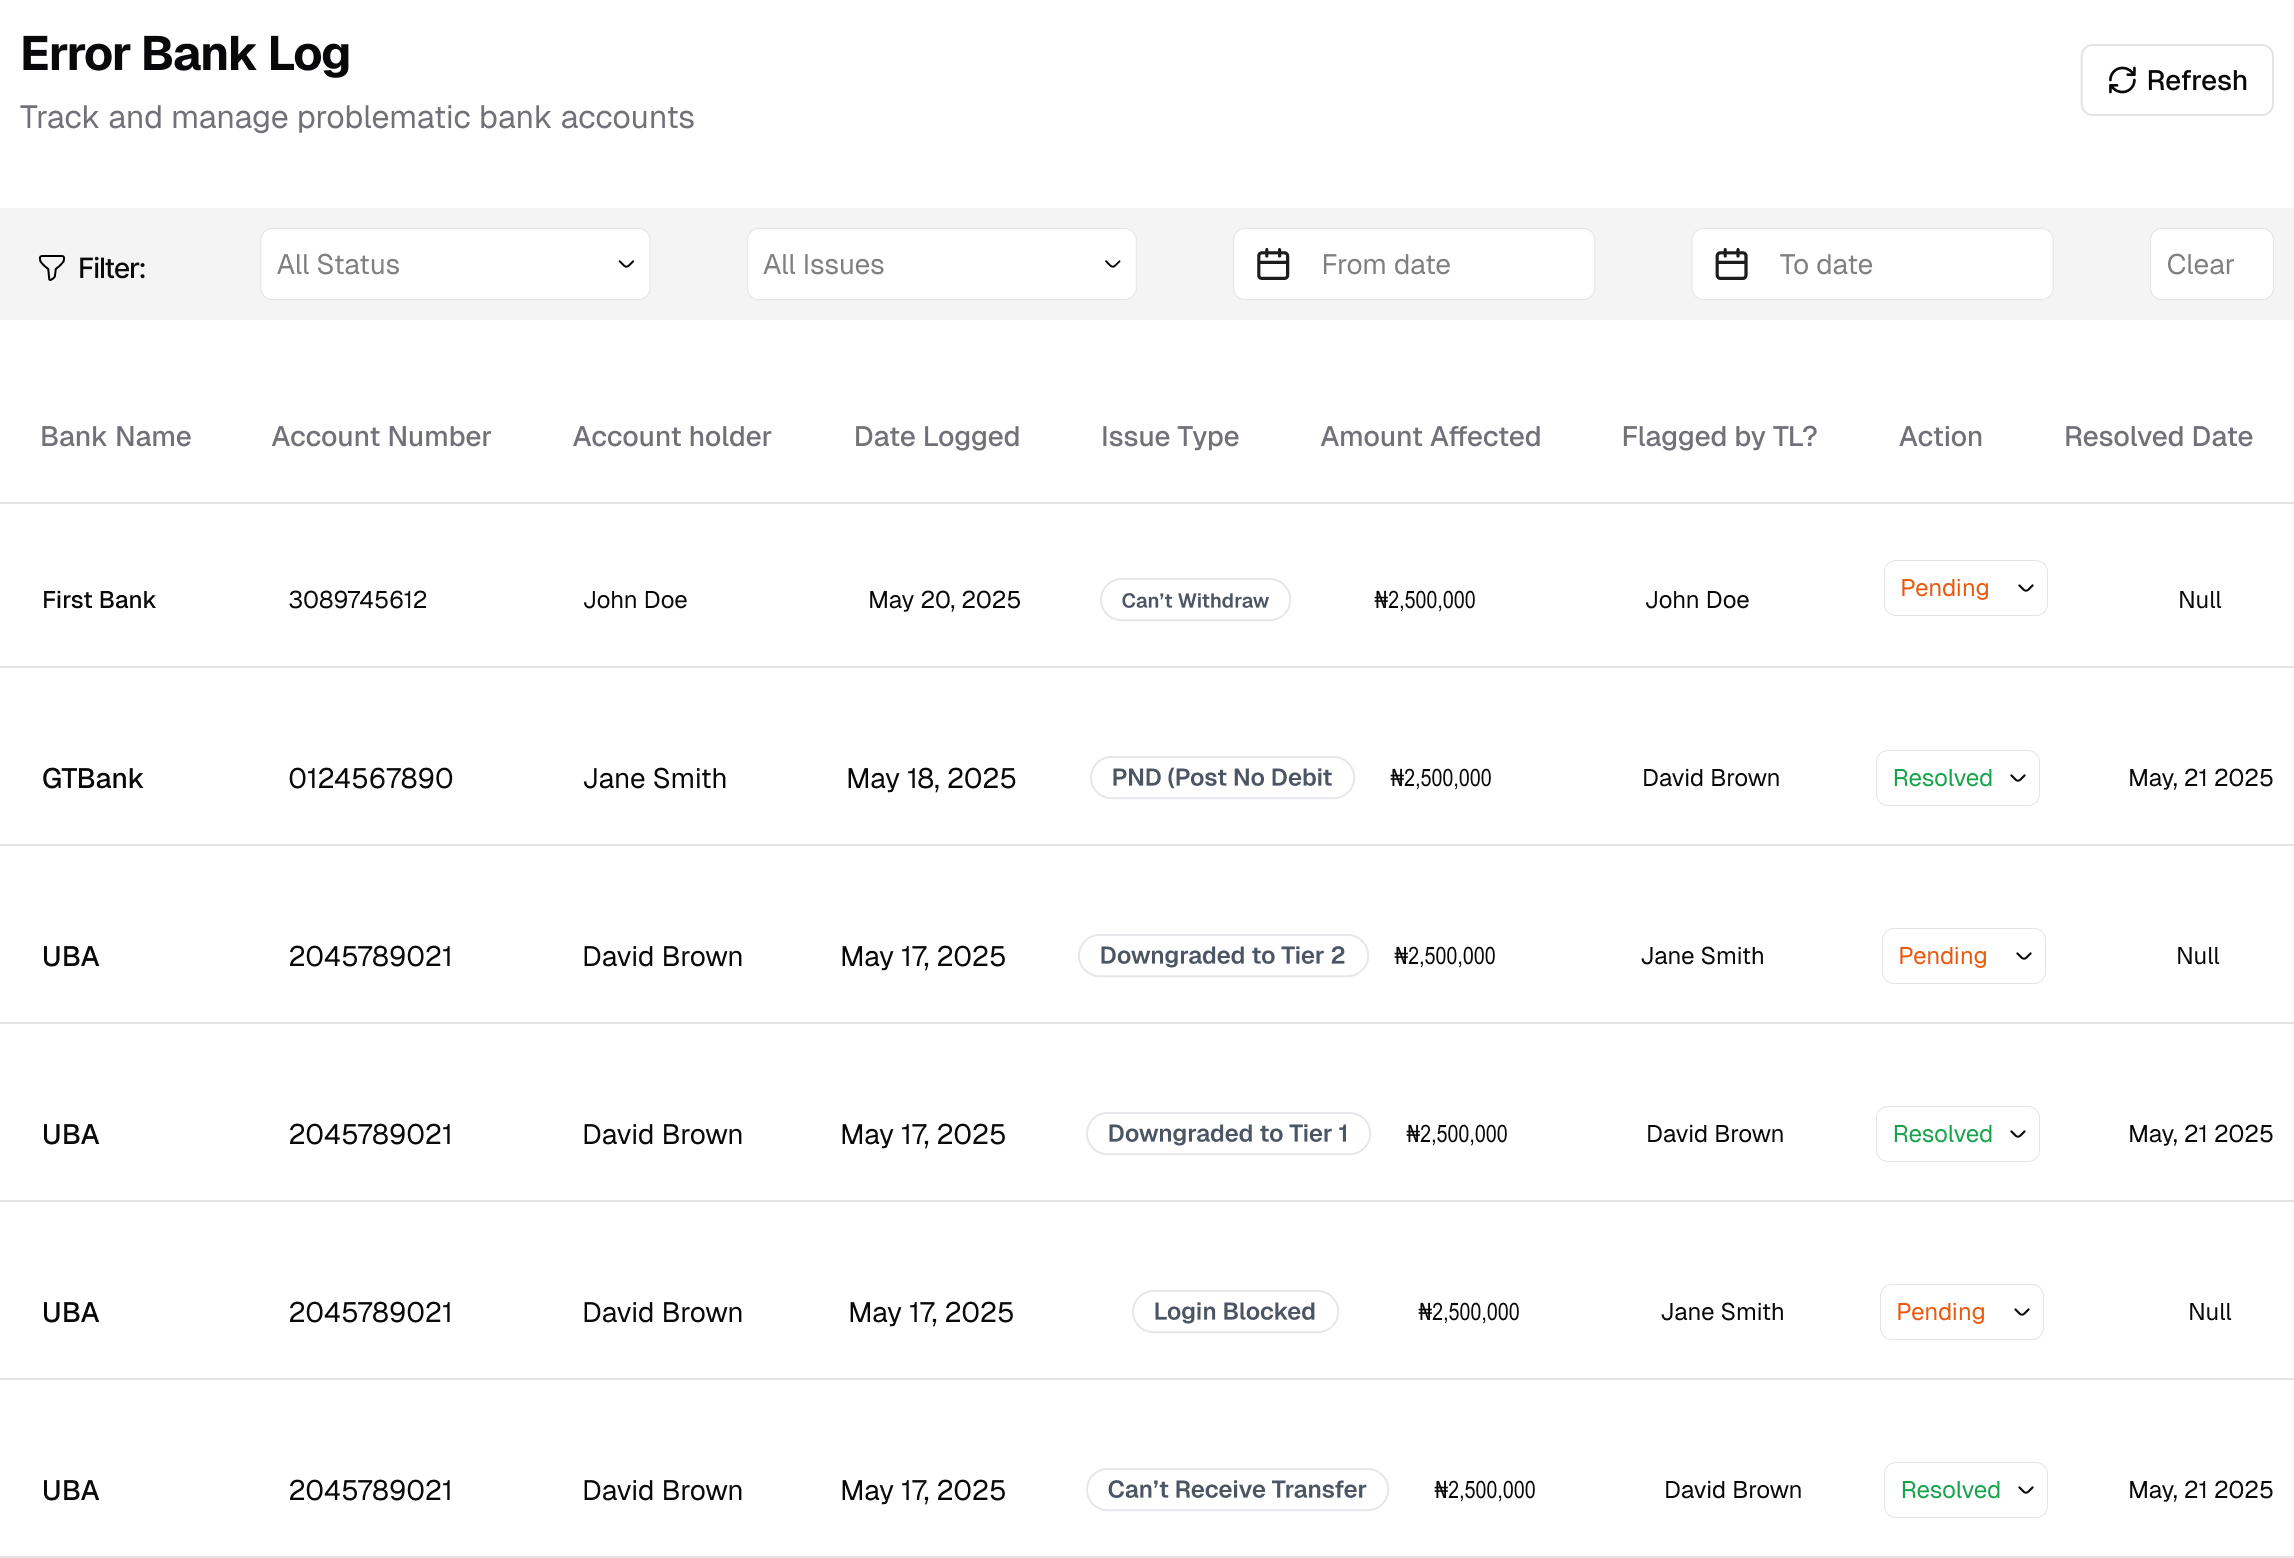 Error Bank Log
Track and manage problematic bank accounts
Refresh
Filter: All Status All Issues From date To date Clear
Bank Name Account Number Account holder Date Logged Issue Type Amount Affected Flagged by TL? Action Resolved Date
First Bank 3089745612 John Doe May 20, 2025 Can’t Withdraw ₦2,500,000 John Doe Pending Null
GTBank 0124567890 Jane Smith May 18, 2025 PND (Post No Debit ₦2,500,000 David Brown Resolved May, 21 2025
UBA 2045789021 David Brown May 17, 2025 Downgraded to Tier 2 ₦2,500,000 Jane Smith Pending Null
UBA 2045789021 David Brown May 17, 2025 Downgraded to Tier 1 ₦2,500,000 David Brown Resolved May, 21 2025
UBA 2045789021 David Brown May 17, 2025 Login Blocked ₦2,500,000 Jane Smith Pending Null
UBA 2045789021 David Brown May 17, 2025 Can’t Receive Transfer ₦2,500,000 David Brown Resolved May, 21 2025